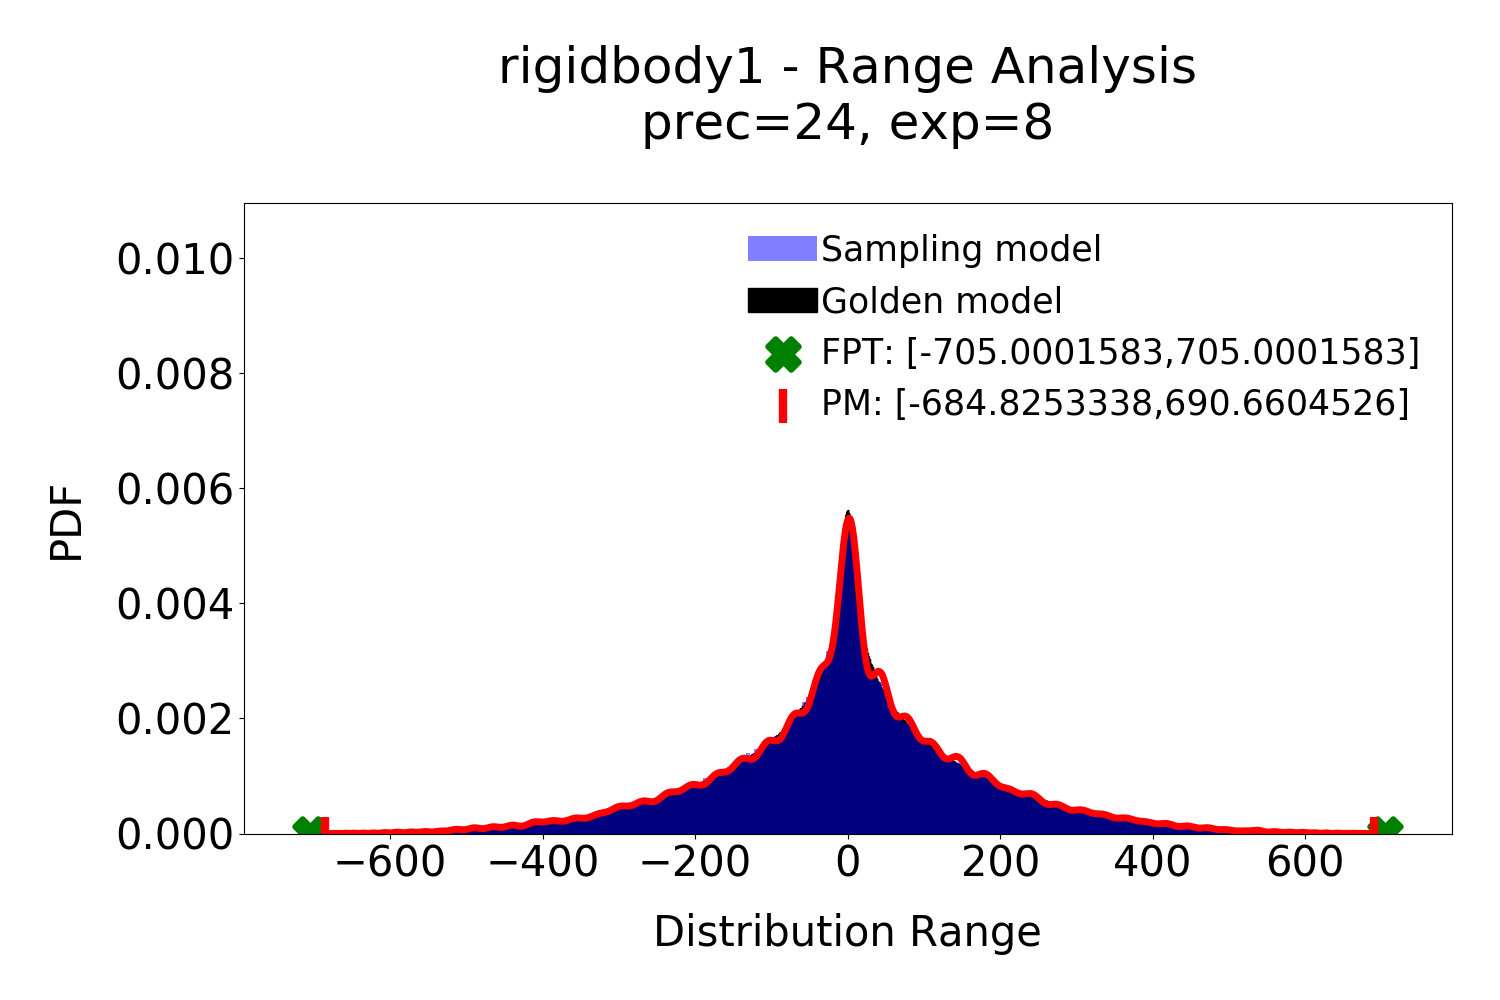 rigidbody1 - Range Analysis
prec=24, exp=8
Sampling model
Golden model
FPT: [-705.0001583,705.0001583]
PM: [-684.8253338,690.6604526]
PDF
0.010
0.008
0.006
0.004
0.002
0.000
−600 −400 −200 0 200 400 600
Distribution Range